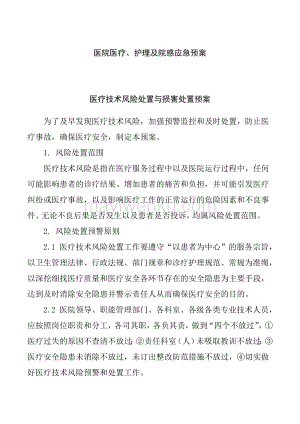 医院医疗、护理及院感应急预案
医疗技术风险处置与损害处置预案
为了及早发现医疗技术风险，加强预警监控和及时处置，防止医
疗事故，确保医疗安全，制定本预案。
1. 风险处置范围
医疗技术风险是指在医疗服务过程中以及医院运行过程中，任何
可能影响患者的诊疗结果、增加患者的痛苦和负担，并可能引发医疗
纠纷或医疗事故，以及影响医疗工作的正常运行的危险因素和不良事
件。无论不良后果是否发生以及患者是否投诉，均属风险处置范围。
2. 风险处置预警原则
2.1 医疗技术风险处置工作要遵守“以患者为中心”的服务宗旨，
以卫生管理法律、行政法规、部门规章和诊疗护理规范、常规为准绳，
以深挖细找医疗质量和医疗安全各环节存在的安全隐患为主要手段，
达到及时消除安全隐患并警示责任人从而确保医疗安全的目的。
2.2 医院领导、职能管理部门、各科室、各级各类专业技术人员，
应按照岗位职责和分工，各司其职，各负其责，做到“四个不放过”，①
医疗过失的原因不查清不放过；②责任科室（人）未吸取教训不放过；③
医疗安全隐患未消除不放过，未订出整改防范措施不放过，④切实做
好医疗技术风险预警和处置工作。